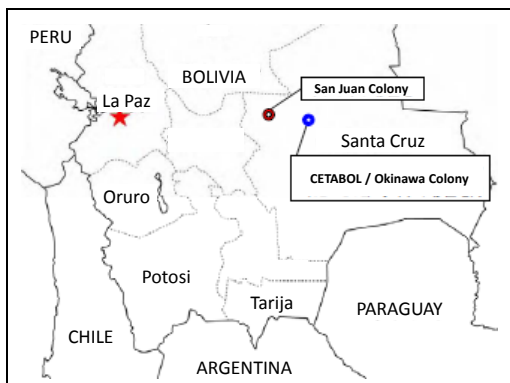 PERU
BOLIVIA
San Juan Colony
La Paz
Santa Cruz
CETABOL / Okinawa Colony
Oruro
Potosi
Tarija
PARAGUAY
CHILE
ARGENTINA